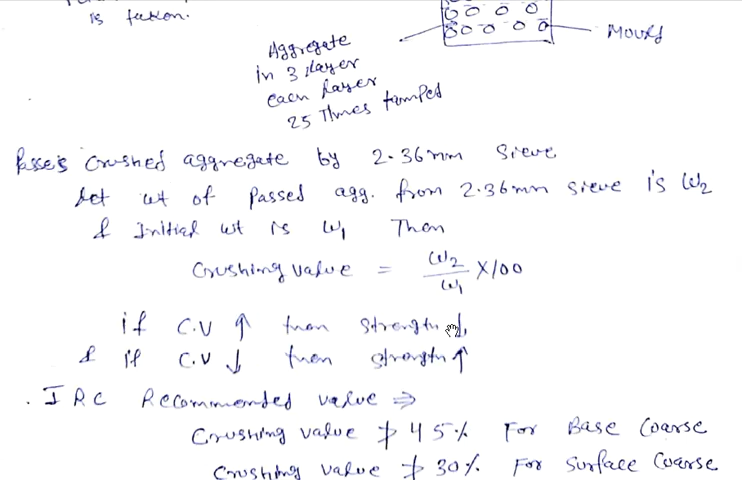 is taken.
Aggregate
in 3 layer
each layer
25 Times tamped
Mould
Passes Crushed aggregate by 2.36mm Sieve
Let wt of Passed agg. from 2.36mm Sieve is W2
& Initial wt is W1 Then
Crushing value = W2/W1 X100
if C.V ↑ then strength ↓
& if C.V ↓ then strength ↑
. IRC Recommended value ⇒
Crushing value ≯ 45% For Base Coarse
Crushing value ≯ 30% For Surface Coarse